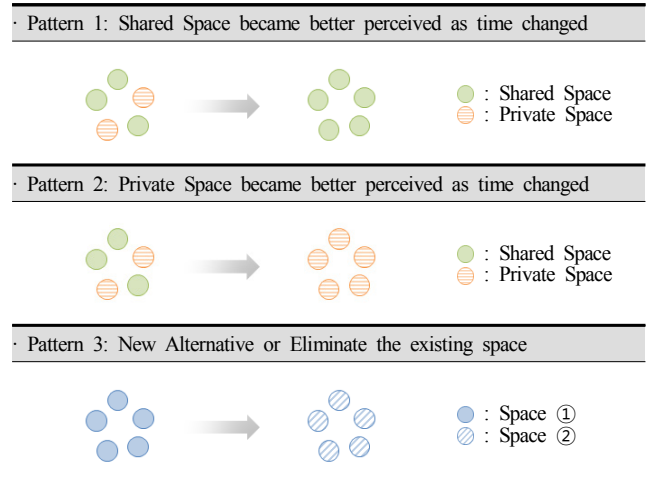 · Pattern 1: Shared Space became better perceived as time changed
: Shared Space
: Private Space
· Pattern 2: Private Space became better perceived as time changed
: Shared Space
: Private Space
· Pattern 3: New Alternative or Eliminate the existing space
: Space ①
: Space ②